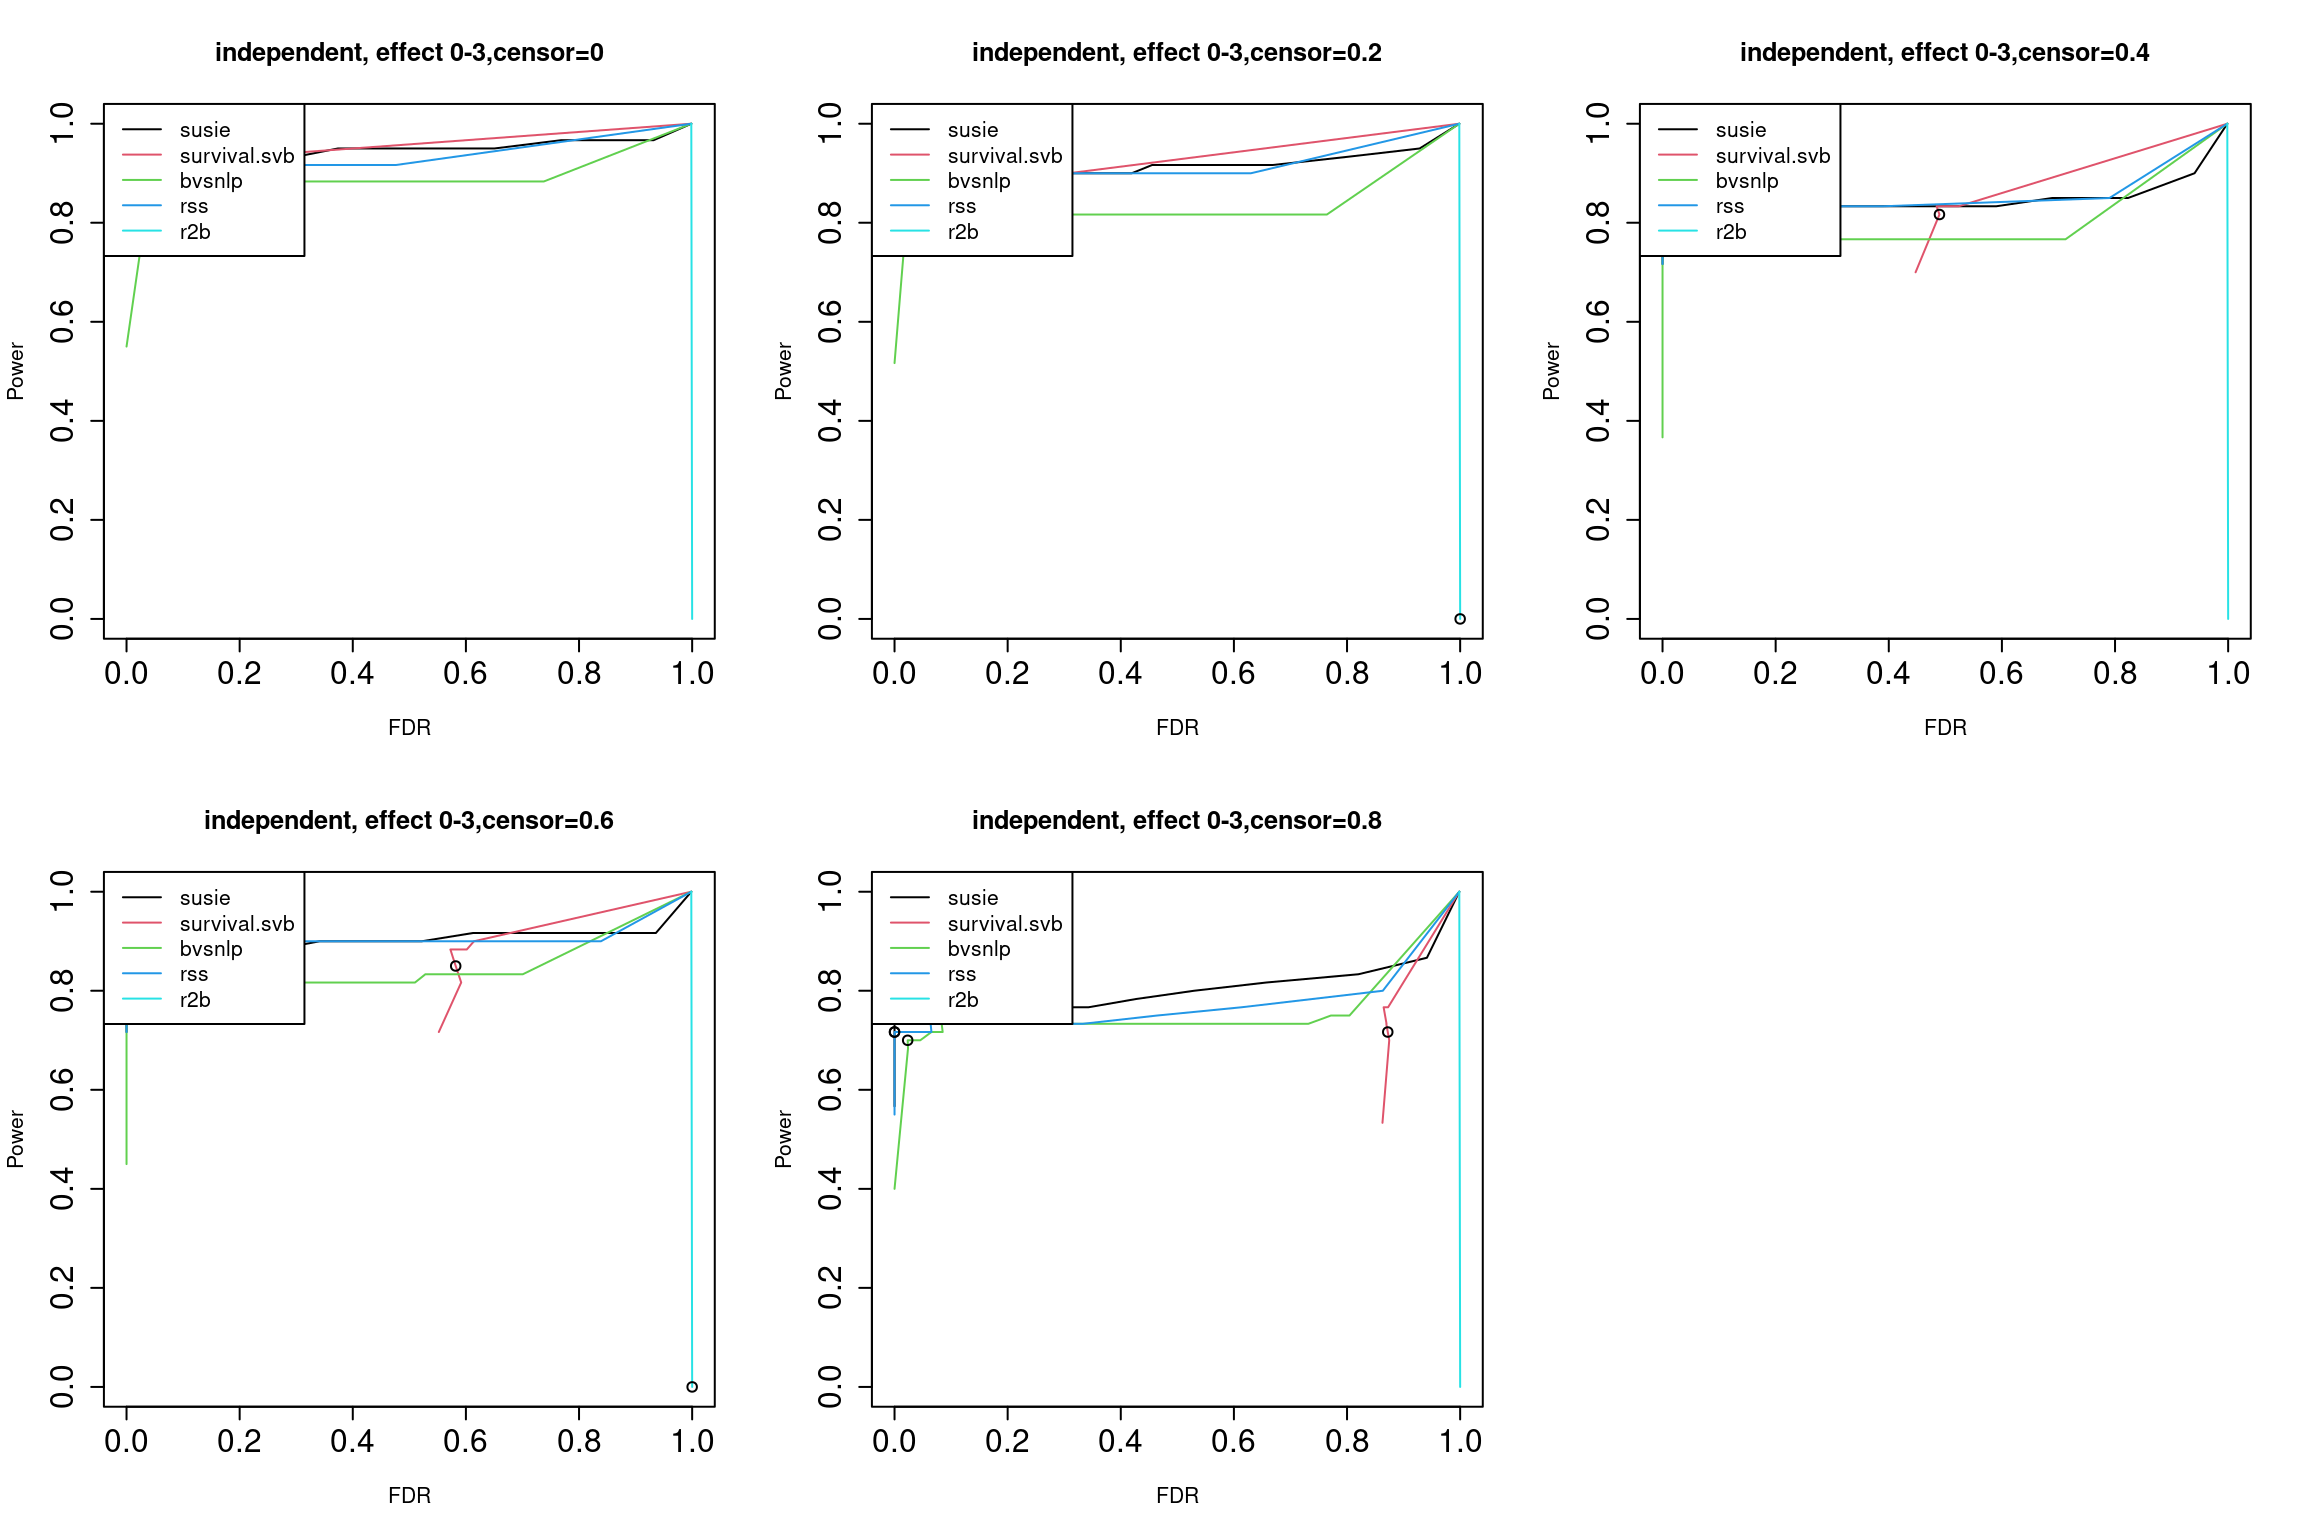 independent, effect 0-3,censor=0
1.0
0.8
0.6
0.4
0.2
0.0
Power
susie
survival.svb
bvsnlp
rss
r2b
0.0 0.2 0.4 0.6 0.8 1.0
FDR
independent, effect 0-3,censor=0.2
1.0
0.8
0.6
0.4
0.2
0.0
Power
susie
survival.svb
bvsnlp
rss
r2b
0.0 0.2 0.4 0.6 0.8 1.0
FDR
independent, effect 0-3,censor=0.4
1.0
0.8
0.6
0.4
0.2
0.0
Power
susie
survival.svb
bvsnlp
rss
r2b
0.0 0.2 0.4 0.6 0.8 1.0
FDR
independent, effect 0-3,censor=0.6
1.0
0.8
0.6
0.4
0.2
0.0
Power
susie
survival.svb
bvsnlp
rss
r2b
0.0 0.2 0.4 0.6 0.8 1.0
FDR
independent, effect 0-3,censor=0.8
1.0
0.8
0.6
0.4
0.2
0.0
Power
susie
survival.svb
bvsnlp
rss
r2b
0.0 0.2 0.4 0.6 0.8 1.0
FDR